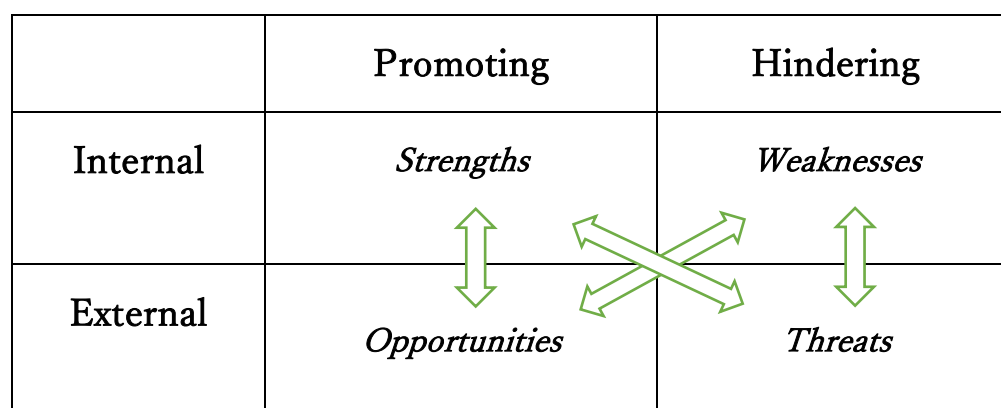 Promoting
Hindering
Internal
Strengths
Weaknesses
External
Opportunities
Threats